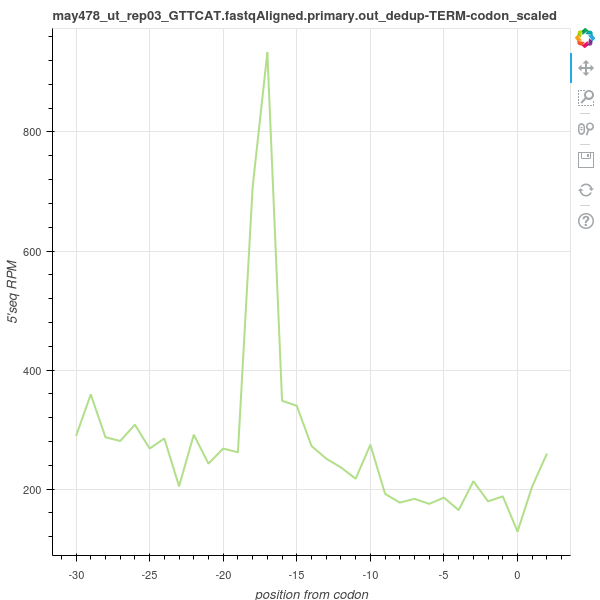 may478_ut_rep03_GTTCAT.fastqAligned.primary.out_dedup-TERM-codon_scaled
800
600
400
200
5'seq RPM
-30 -25 -20 -15 -10 -5 0
position from codon